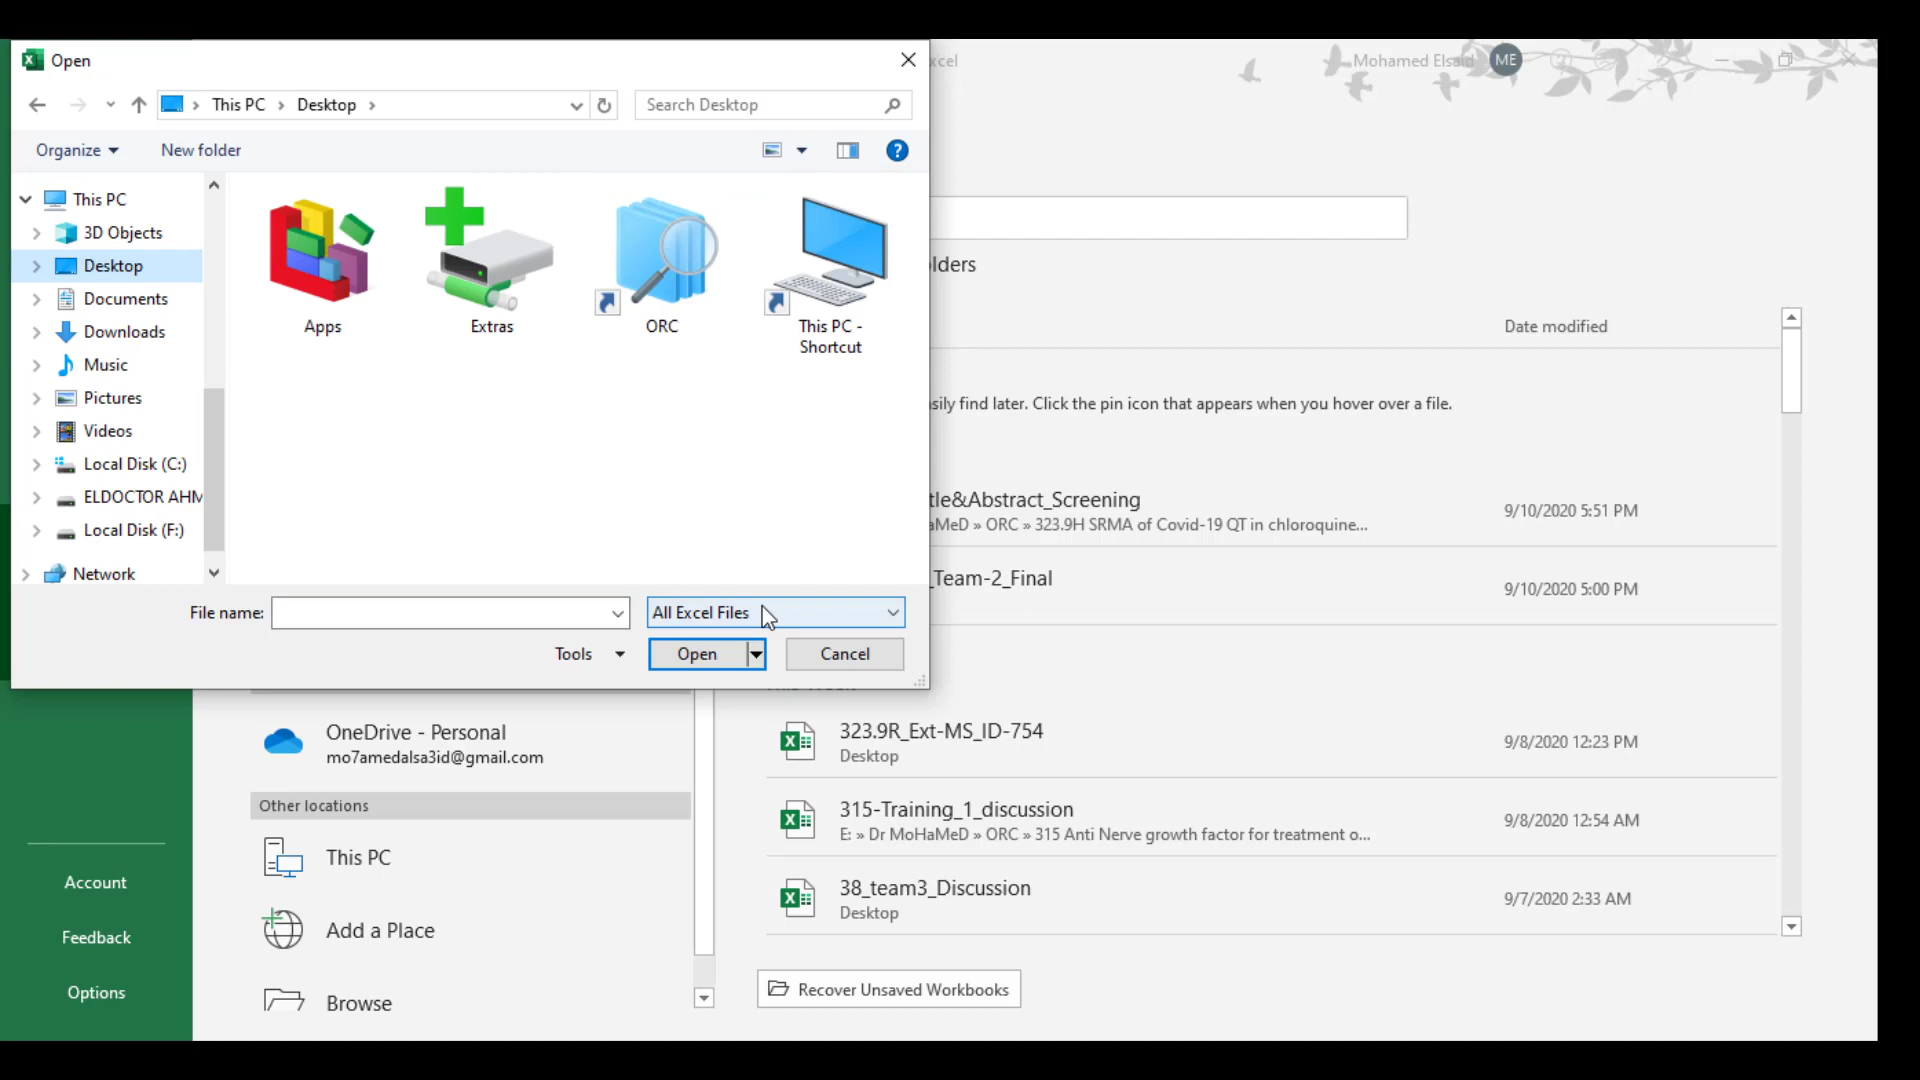 Open
This PC
Desktop
Search Desktop
Organize
New folder
This PC
3D Objects
Desktop
Documents
Downloads
Music
Pictures
Videos
Local Disk (C:)
ELDOCTOR AHM
Local Disk (F:)
Network
Apps
Extras
ORC
This PC -
Shortcut
File name:
All Excel Files
Tools
Open
Cancel
xcel
Mohamed Elsaid
ME
lders
Date modified
sily find later. Click the pin icon that appears when you hover over a file.
tle&Abstract_Screening
aMeD » ORC » 323.9H SRMA of Covid-19 QT in chloroquine...
9/10/2020 5:51 PM
_Team-2_Final
9/10/2020 5:00 PM
OneDrive - Personal
mo7amedalsa3id@gmail.com
Other locations
This PC
Add a Place
Browse
323.9R_Ext-MS_ID-754
Desktop
9/8/2020 12:23 PM
315-Training_1_discussion
E: » Dr MoHaMeD » ORC » 315 Anti Nerve growth factor for treatment o...
9/8/2020 12:54 AM
38_team3_Discussion
Desktop
9/7/2020 2:33 AM
Recover Unsaved Workbooks
Account
Feedback
Options